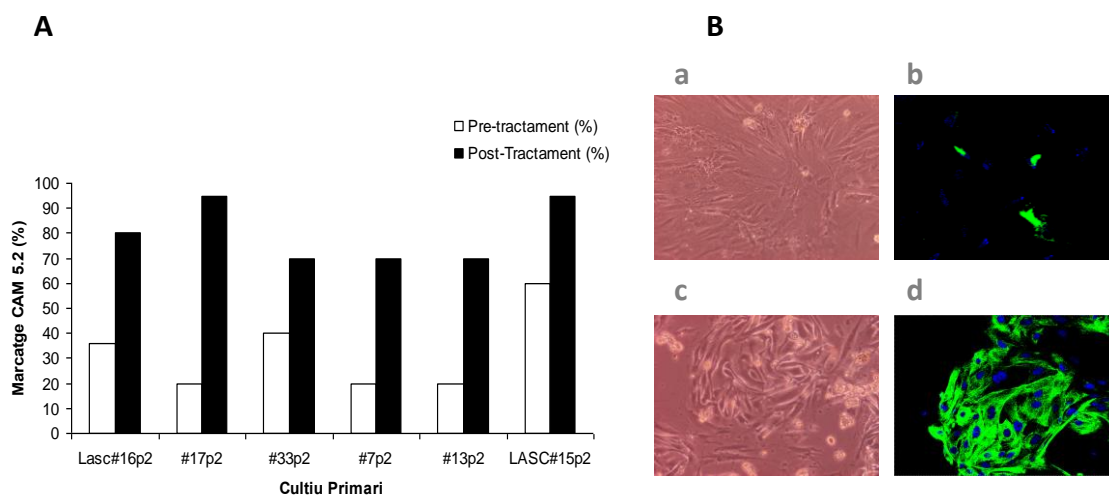 A
B
a
b
Pre-tractament (%)
Post-Tractament (%)
Marcatge CAM 5.2 (%)
100
90
80
70
60
50
40
30
20
10
0
Lasc#16p2 #17p2 #33p2 #7p2 #13p2 LASC#15p2
Cultiu Primari
c
d